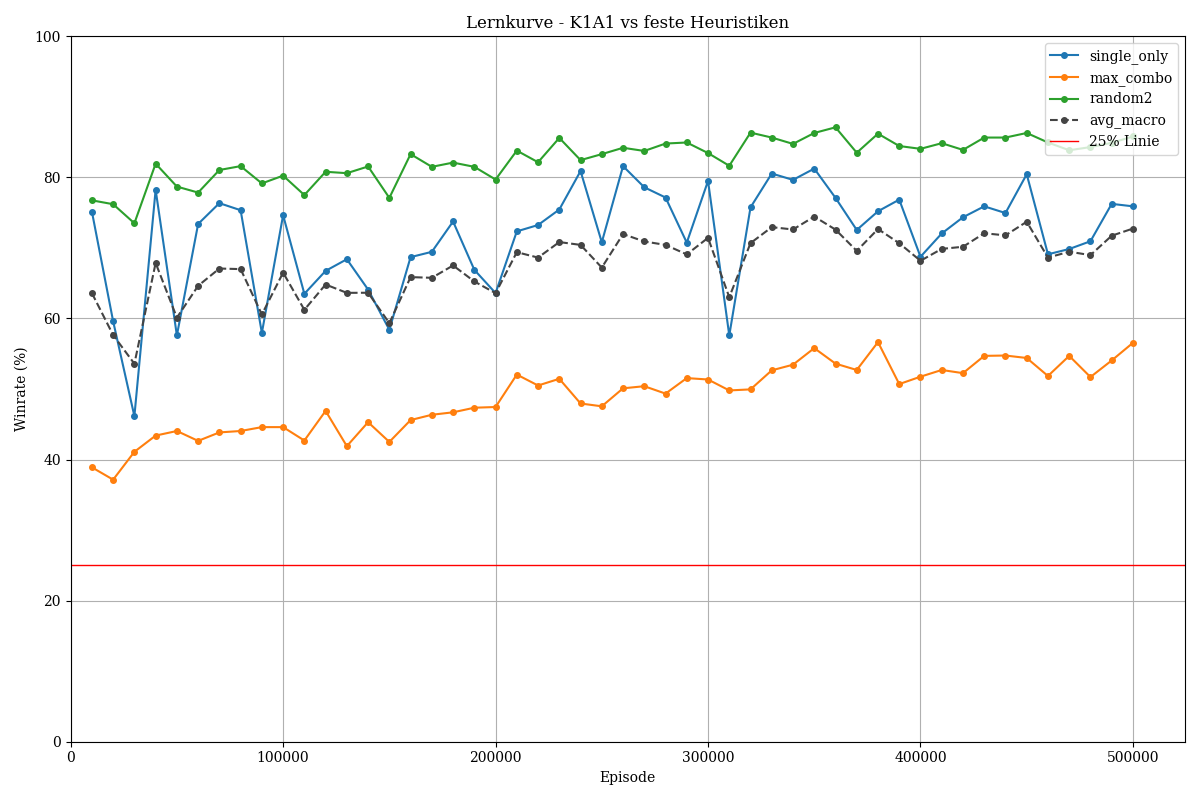 Lernkurve - K1A1 vs feste Heuristiken
100
80
60
40
20
0
Winrate (%)
single_only
max_combo
random2
avg_macro
25% Linie
0 100000 200000 300000 400000 500000
Episode